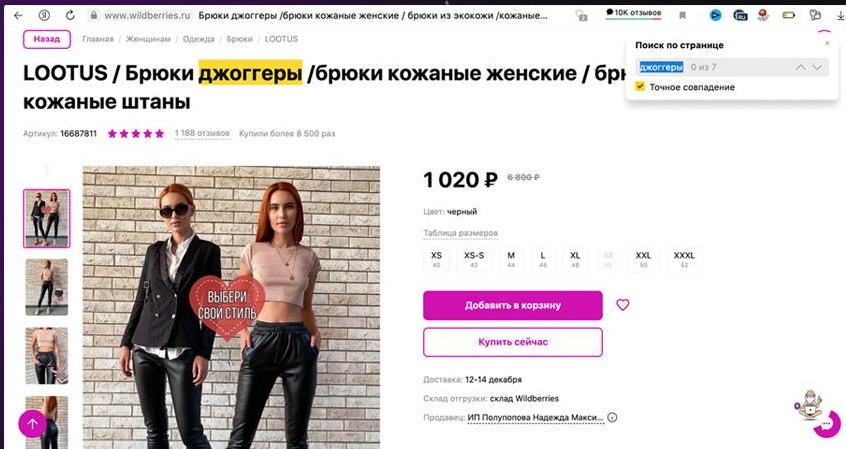 www.wildberries.ru Брюки джоггеры /брюки кожаные женские / брюки из экокожи /кожаные...
10K отзывов
RU
Назад
Главная / Женщинам / Одежда / Брюки / LOOTUS
Поиск по странице
джоггеры 0 из 7
Точное совпадение
LOOTUS / Брюки джоггеры /брюки кожаные женские /
кожаные штаны
Артикул: 16687811 1 188 отзывов Купили более 8 500 раз
1 020 ₽ 6 800 ₽
Цвет: черный
Таблица размеров
XS XS-S M L XL 48 XXL XXXL
40 42 44 46 48 50 52
ВЫБЕРИ
СВОЙ СТИЛЬ
Добавить в корзину
Купить сейчас
Доставка: 12-14 декабря
Склад отгрузки: склад Wildberries
Продавец: ИП Полупопова Надежда Макси...